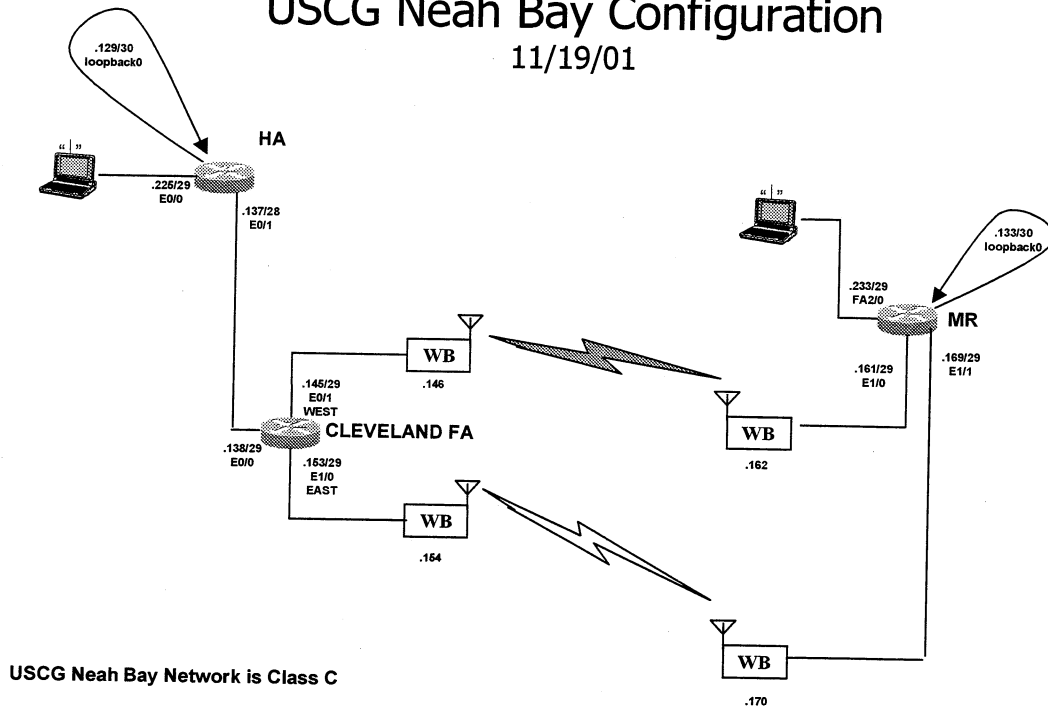 USCG Neah Bay Configuration
11/19/01
.129/30
loopback0
HA
“ ”
.225/29
E0/0
.137/28
E0/1
“ ”
.133/30
loopback0
.233/29
FA2/0
MR
.161/29
E1/0
.169/29
E1/1
WB
.146
.145/29
E0/1
WEST
CLEVELAND FA
.138/29
E0/0
.153/29
E1/0
EAST
WB
.162
WB
.154
WB
.170
USCG Neah Bay Network is Class C